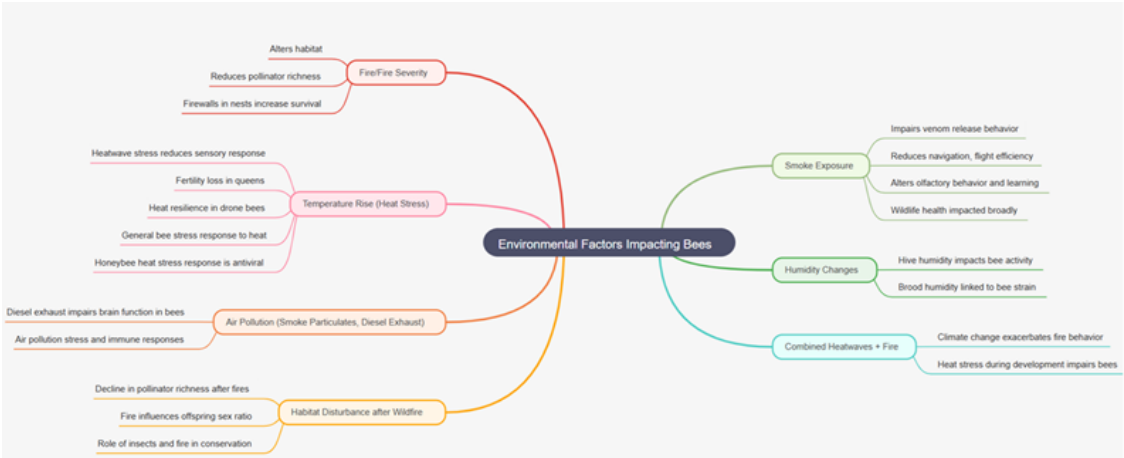 Environmental Factors Impacting Bees
Fire/Fire Severity
Alters habitat
Reduces pollinator richness
Firewalls in nests increase survival
Temperature Rise (Heat Stress)
Heatwave stress reduces sensory response
Fertility loss in queens
Heat resilience in drone bees
General bee stress response to heat
Honeybee heat stress response is antiviral
Air Pollution (Smoke Particulates, Diesel Exhaust)
Diesel exhaust impairs brain function in bees
Air pollution stress and immune responses
Habitat Disturbance after Wildfire
Decline in pollinator richness after fires
Fire influences offspring sex ratio
Role of insects and fire in conservation
Smoke Exposure
Impairs venom release behavior
Reduces navigation, flight efficiency
Alters olfactory behavior and learning
Wildlife health impacted broadly
Humidity Changes
Hive humidity impacts bee activity
Brood humidity linked to bee strain
Combined Heatwaves + Fire
Climate change exacerbates fire behavior
Heat stress during development impairs bees